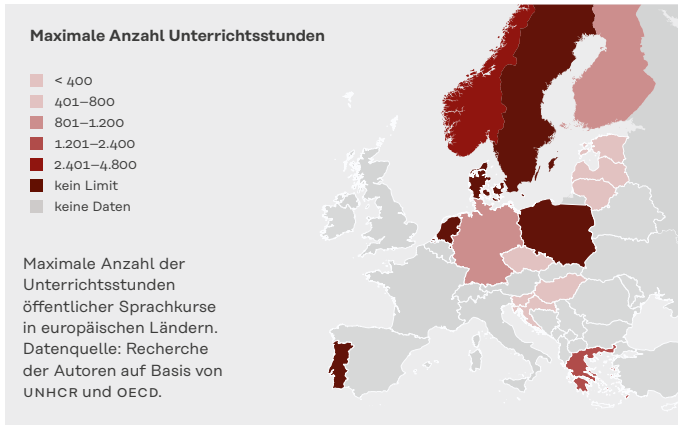 Maximale Anzahl Unterrichtsstunden
< 400
401–800
801–1.200
1.201–2.400
2.401–4.800
kein Limit
keine Daten
Maximale Anzahl der
Unterrichtsstunden
öffentlicher Sprachkurse
in europäischen Ländern.
Datenquelle: Recherche
der Autoren auf Basis von
UNHCR und OECD.